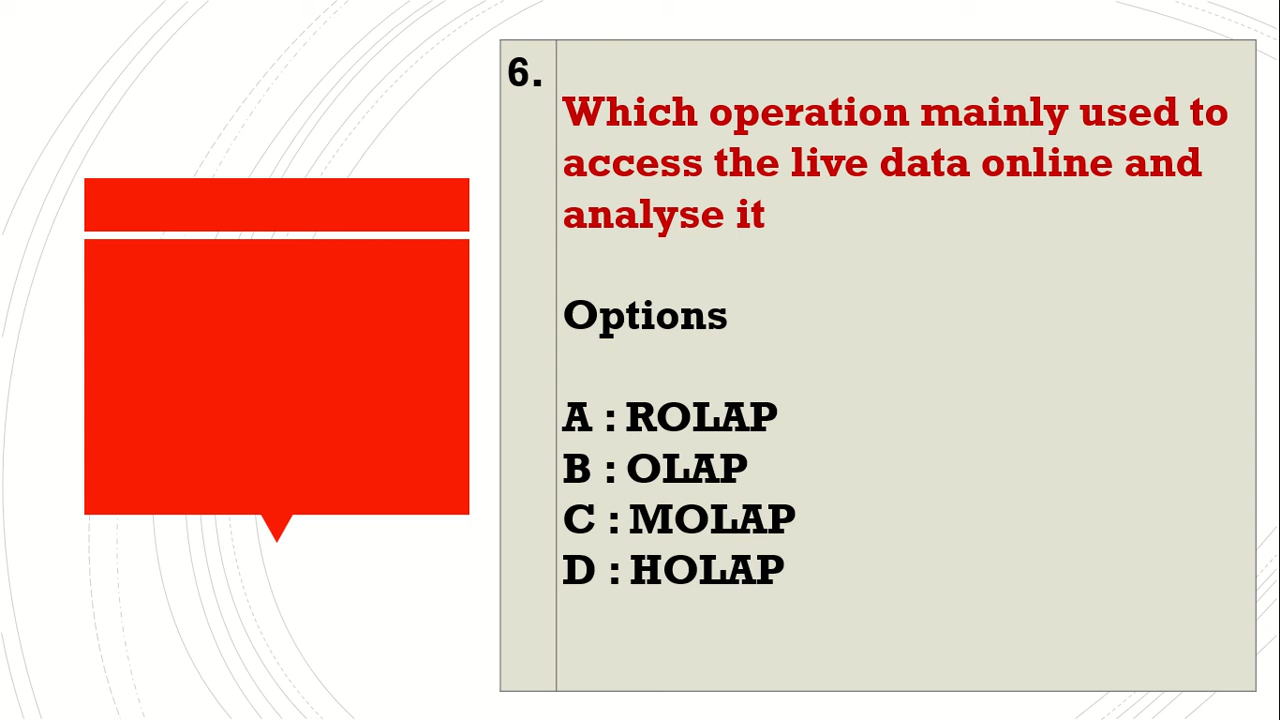 6.
Which operation mainly used to
access the live data online and
analyse it
Options
A : ROLAP
B : OLAP
C : MOLAP
D : HOLAP